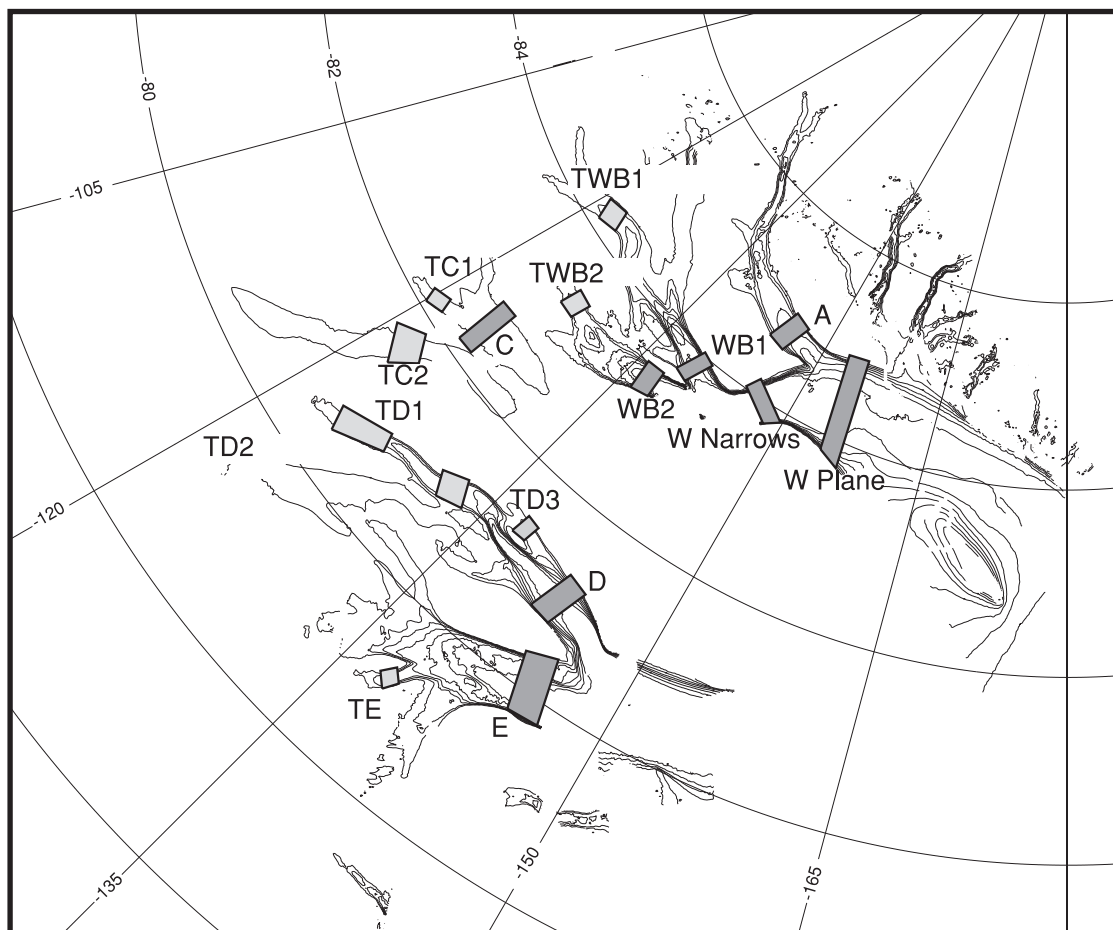 -80
-82
-84
-105
TWB1
TC1
TWB2
A
C
WB1
TC2
WB2
TD1
W Narrows
TD2
W Plane
TD3
-120
D
TE
E
-150
-135
-165